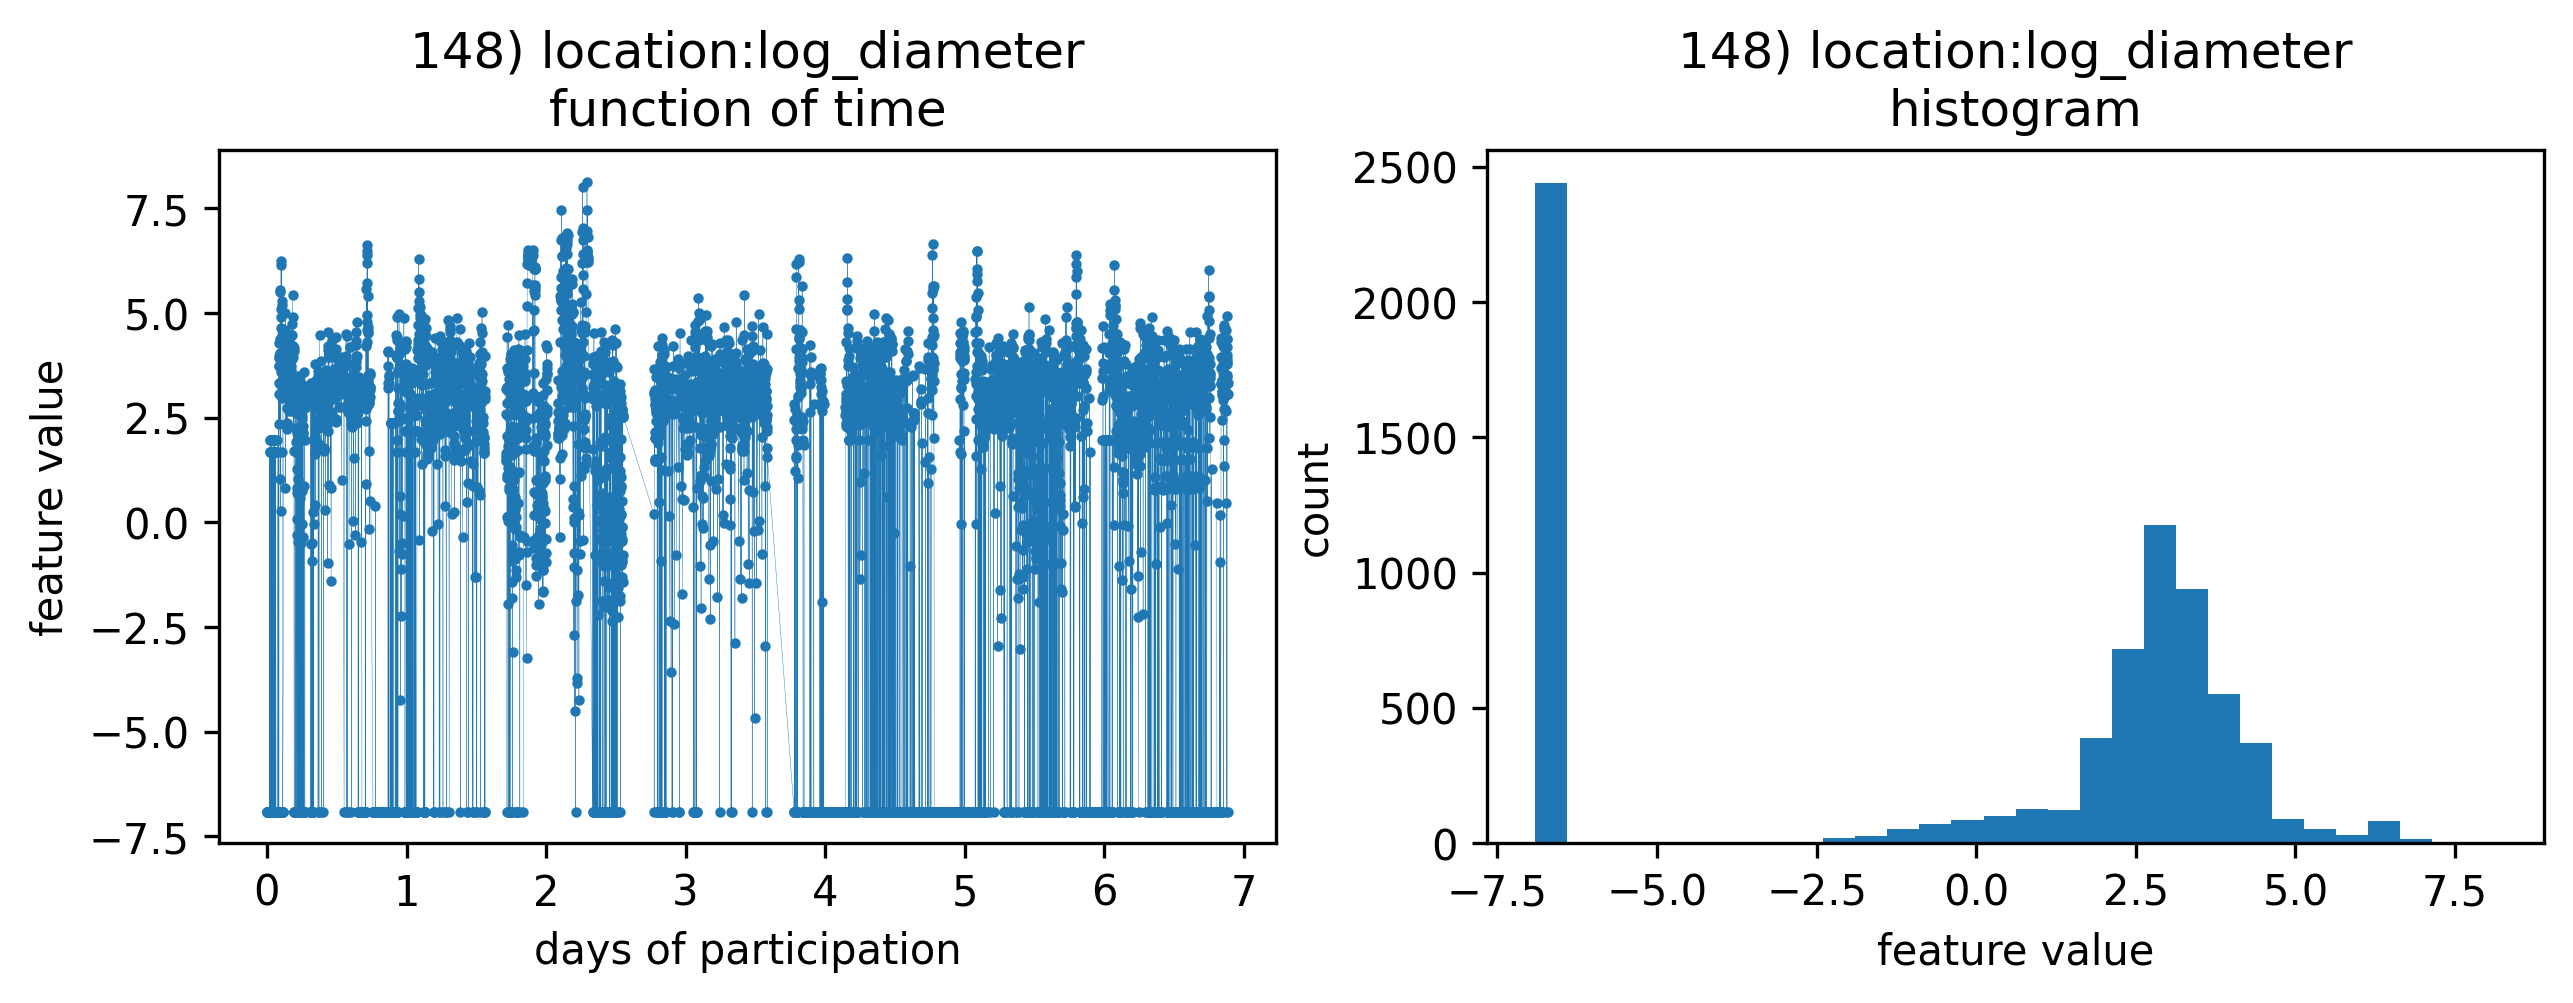 148) location:log_diameter
function of time
feature value
7.5
5.0
2.5
0.0
−2.5
−5.0
−7.5
0 1 2 3 4 5 6 7
days of participation
148) location:log_diameter
histogram
count
2500
2000
1500
1000
500
0
−7.5 −5.0 −2.5 0.0 2.5 5.0 7.5
feature value